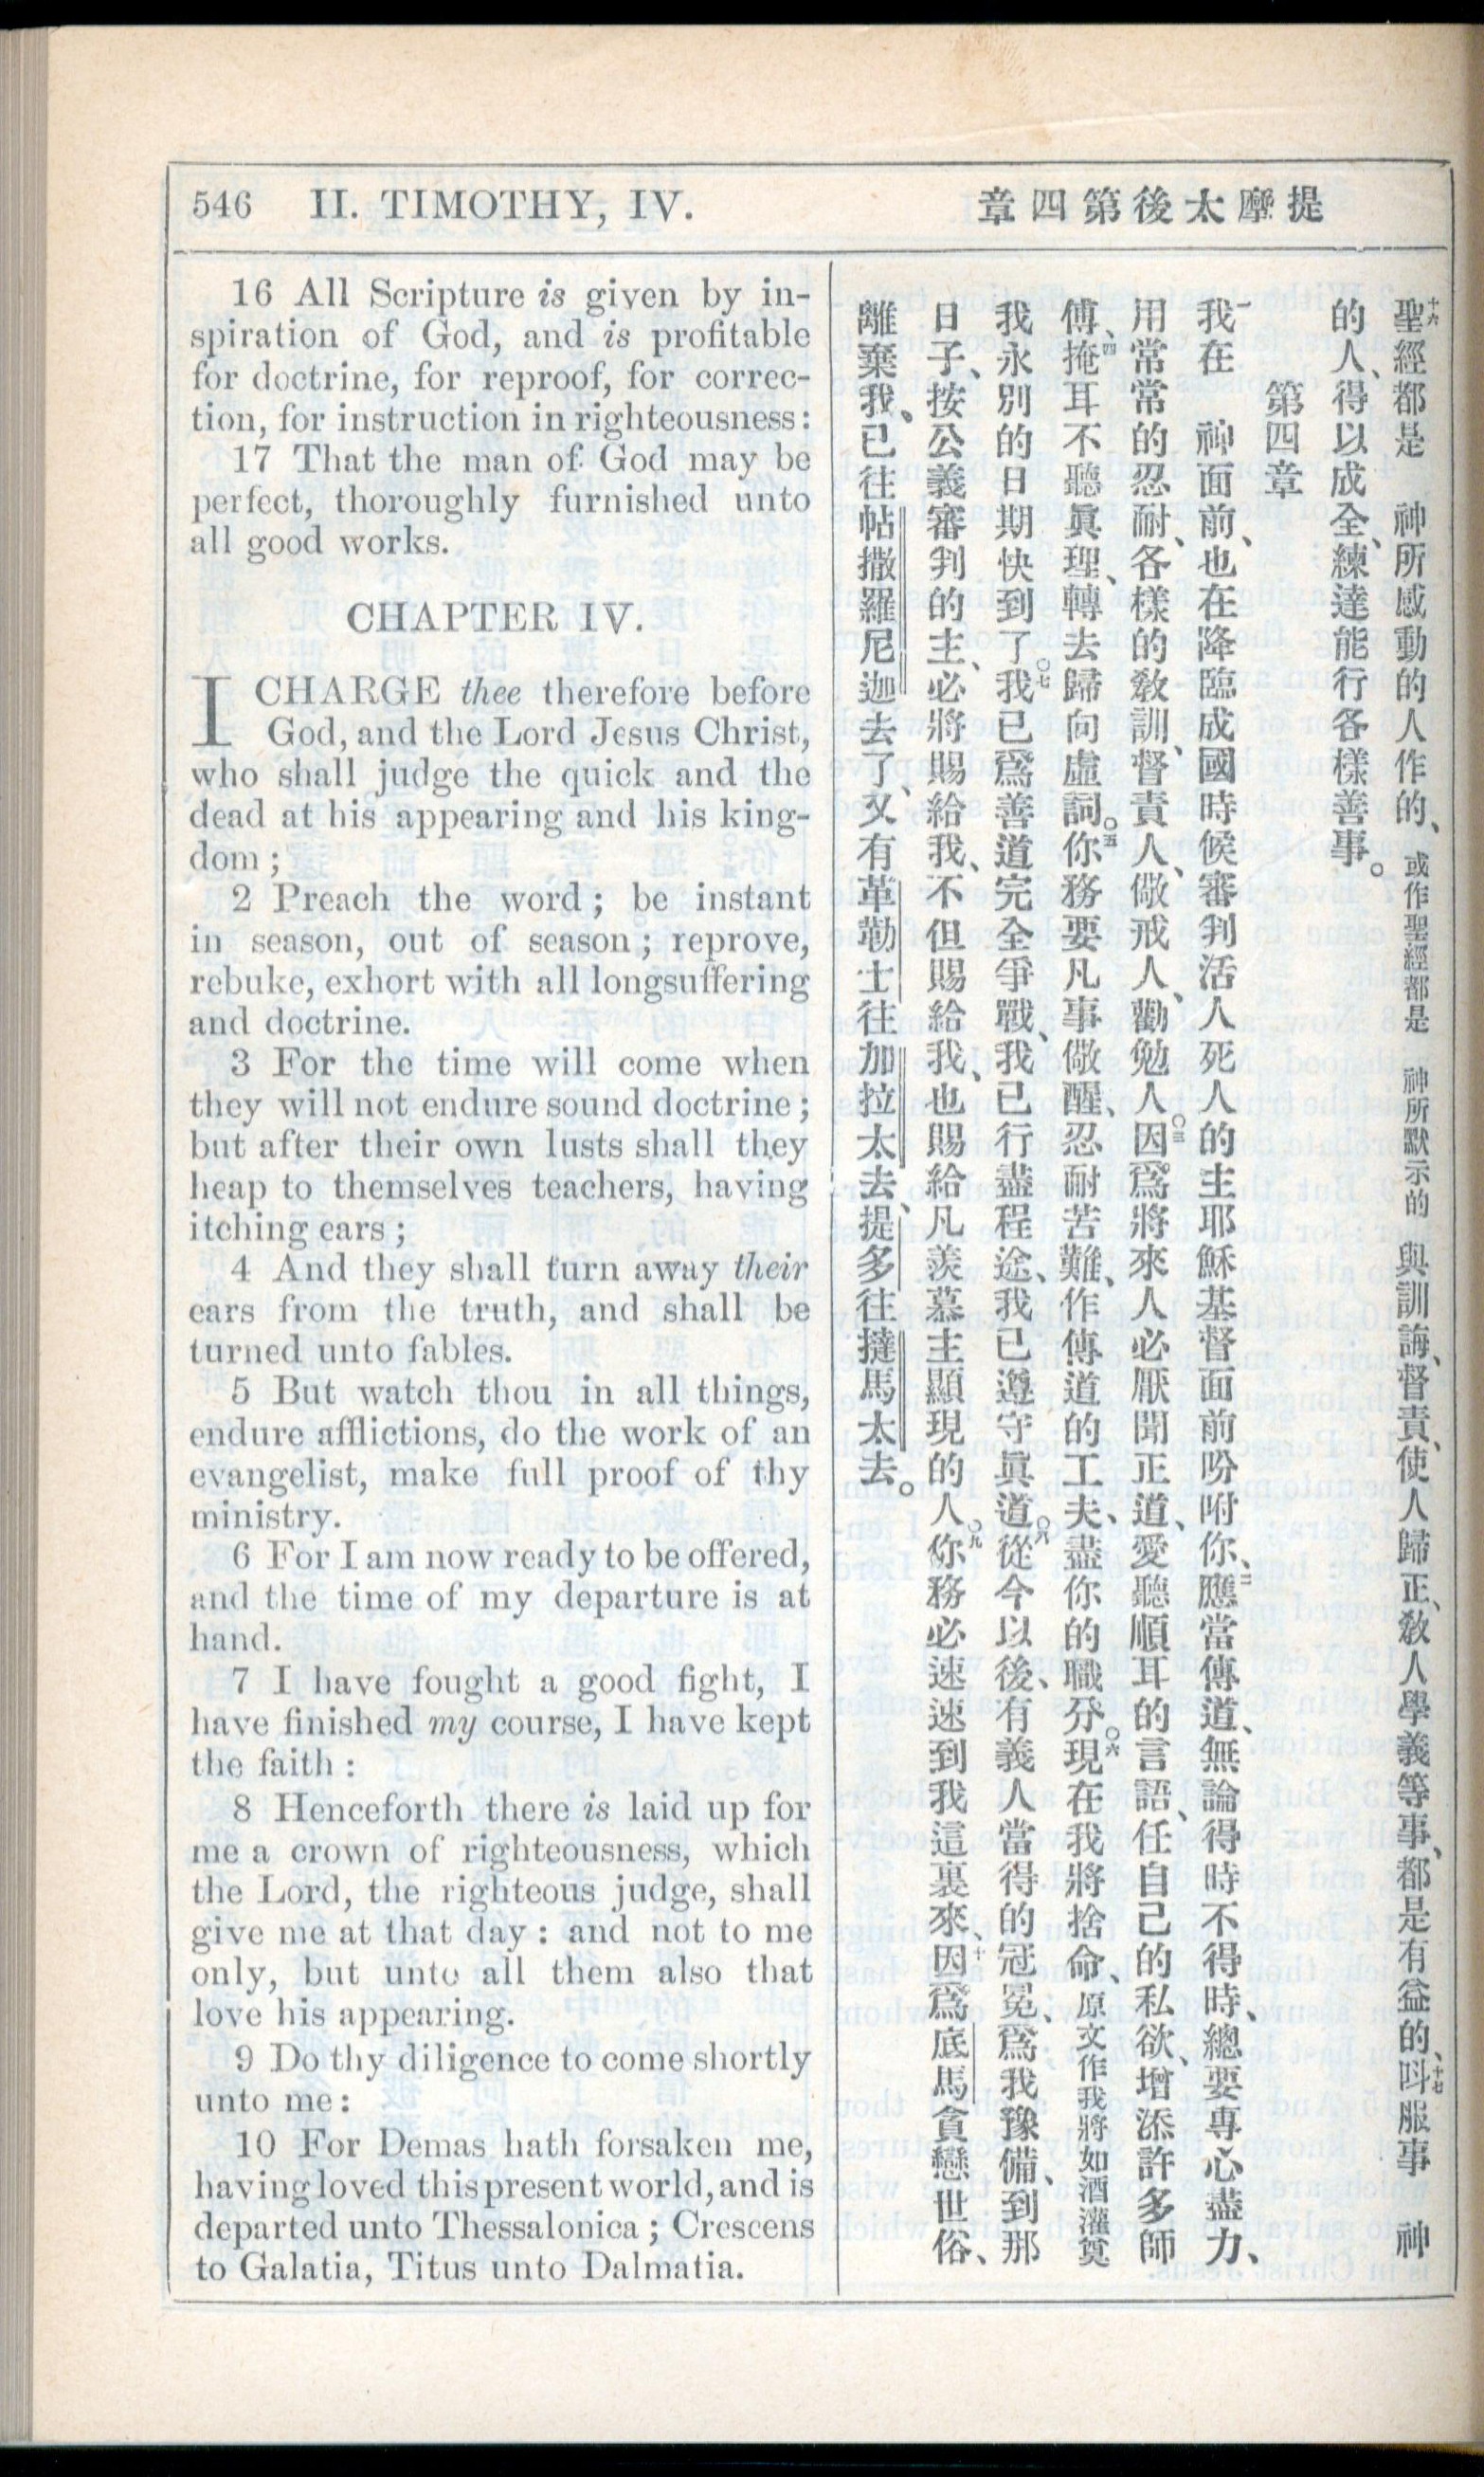 546 II. TIMOTHY, IV.
章四第後太摩提
16 All Scripture is given by in-
spiration of God, and is profitable
for doctrine, for reproof, for correc-
tion, for instruction in righteousness:
17 That the man of God may be
perfect, thoroughly furnished unto
all good works.
CHAPTER IV.
I CHARGE thee therefore before
God, and the Lord Jesus Christ,
who shall judge the quick and the
dead at his appearing and his king-
dom;
2 Preach the word; be instant
in season, out of season; reprove,
rebuke, exhort with all longsuffering
and doctrine.
3 For the time will come when
they will not endure sound doctrine;
but after their own lusts shall they
heap to themselves teachers, having
itching ears;
4 And they shall turn away their
ears from the truth, and shall be
turned unto fables.
5 But watch thou in all things,
endure afflictions, do the work of an
evangelist, make full proof of thy
ministry.
6 For I am now ready to be offered,
and the time of my departure is at
hand.
7 I have fought a good fight, I
have finished my course, I have kept
the faith:
8 Henceforth there is laid up for
me a crown of righteousness, which
the Lord, the righteous judge, shall
give me at that day: and not to me
only, but unto all them also that
love his appearing.
9 Do thy diligence to come shortly
unto me:
10 For Demas hath forsaken me,
having loved this present world, and is
departed unto Thessalonica; Crescens
to Galatia, Titus unto Dalmatia.
十六聖經都是 神所感動的人作的、或作聖經都是 神所默示的 與訓誨、督責、使人歸正、敎人學義等事、都是有益的、十七呌服事 神
的人、得以成全、練達能行各樣善事。
第四章
一我在 神面前、也在降臨成國時候審判活人死人的主耶穌基督面前吩咐你、二應當傳道、無論得時不得時、總要專心盡力、
用常常的忍耐、各樣的敎訓、督責人、儆戒人、勸勉人。○三因爲將來人必厭聞正道、愛聽順耳的言語、任自己的私欲、增添許多師
傅、四掩耳不聽眞理、轉去歸向虛詞。○五你務要凡事儆醒、忍耐苦難、作傳道的工夫、盡你的職分。○六現在我將捨命、原文作我將如酒灌奠
我永別的日期快到了。○七我已爲善道完全爭戰、我已行盡程途、我已遵守眞道。○八從今以後、有義人當得的冠冕、爲我豫備、到那
日子、按公義審判的主、必將賜給我、不但賜給我、也賜給凡羨慕主顯現的人。○九你務必速速到我這裏來、十因爲底馬貪戀世俗、
離棄我、已往帖撒羅尼迦去了、又有革勒士往加拉太去、提多往撻馬太去。